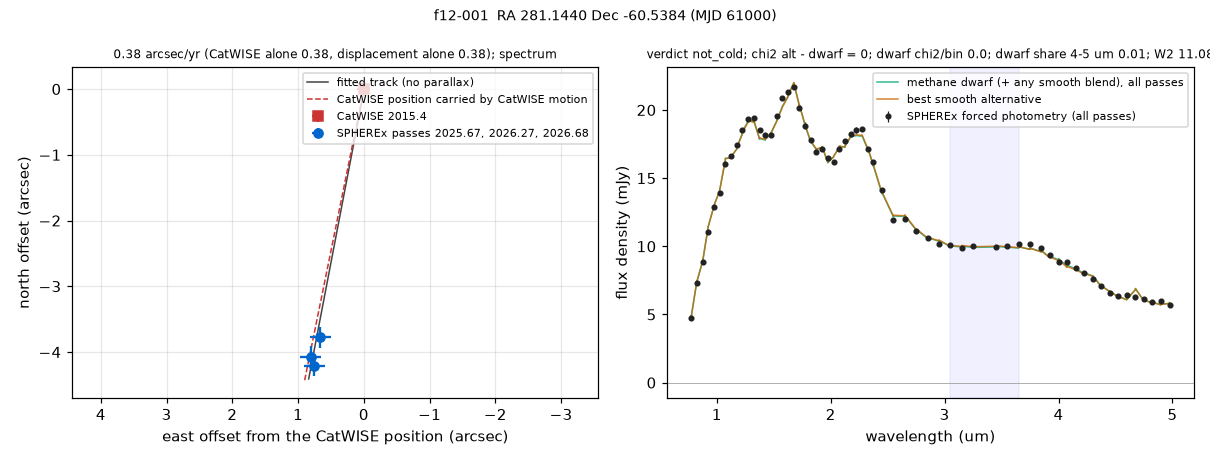 f12-001 RA 281.1440 Dec -60.5384 (MJD 61000)
0.38 arcsec/yr (CatWISE alone 0.38, displacement alone 0.38); spectrum
fitted track (no parallax)
CatWISE position carried by CatWISE motion
CatWISE 2015.4
SPHEREx passes 2025.67, 2026.27, 2026.68
0
−1
−2
−3
−4
north offset (arcsec)
4
3
2
1
0
−1
−2
−3
east offset from the CatWISE position (arcsec)
verdict not_cold; chi2 alt - dwarf = 0; dwarf chi2/bin 0.0; dwarf share 4-5 um 0.01; W2 11.08
methane dwarf (+ any smooth blend), all passes
best smooth alternative
SPHEREx forced photometry (all passes)
20
15
10
5
0
flux density (mJy)
1
2
3
4
5
wavelength (um)